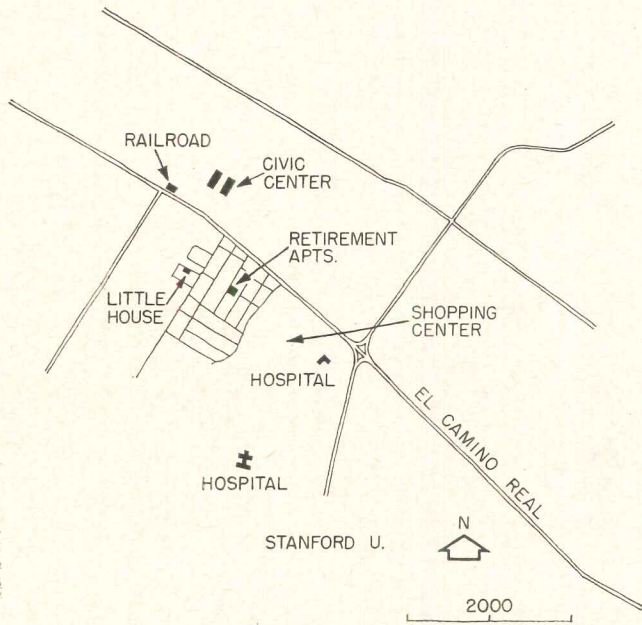 RAILROAD
CIVIC
CENTER
RETIREMENT
APTS.
LITTLE
HOUSE
SHOPPING
CENTER
HOSPITAL
EL CAMINO REAL
HOSPITAL
STANFORD U.
N
2000